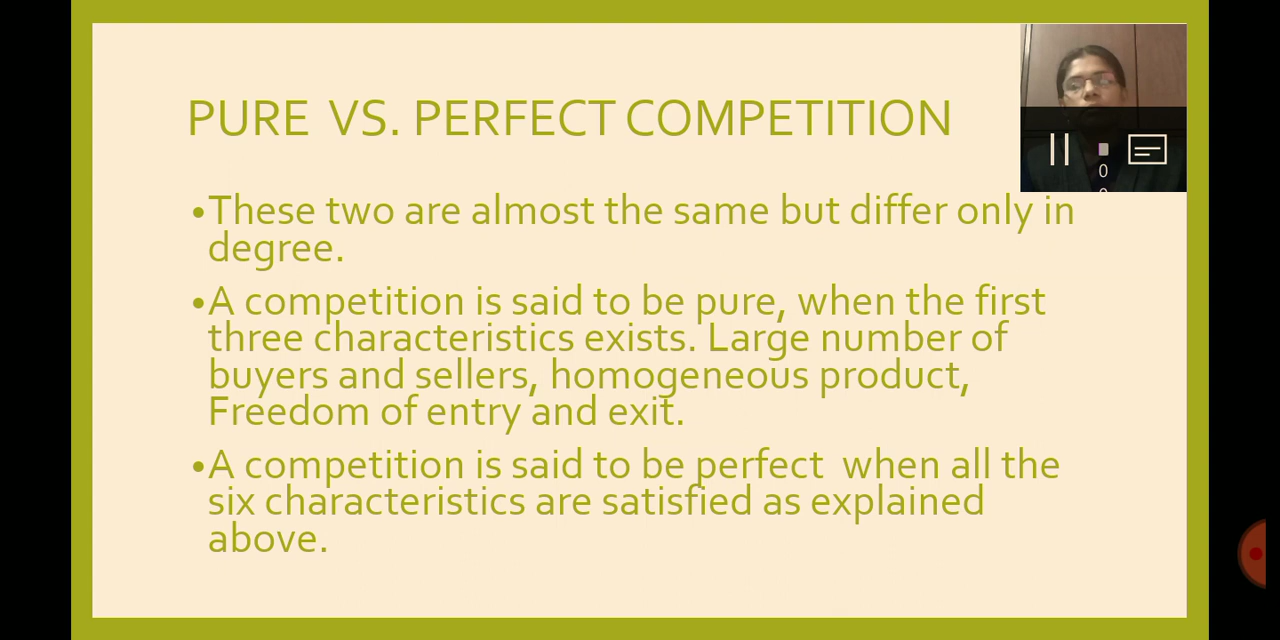 PURE VS. PERFECT COMPETITION
•These two are almost the same but differ only in
degree.
•A competition is said to be pure, when the first
three characteristics exists. Large number of
buyers and sellers, homogeneous product,
Freedom of entry and exit.
•A competition is said to be perfect when all the
six characteristics are satisfied as explained
above.
0